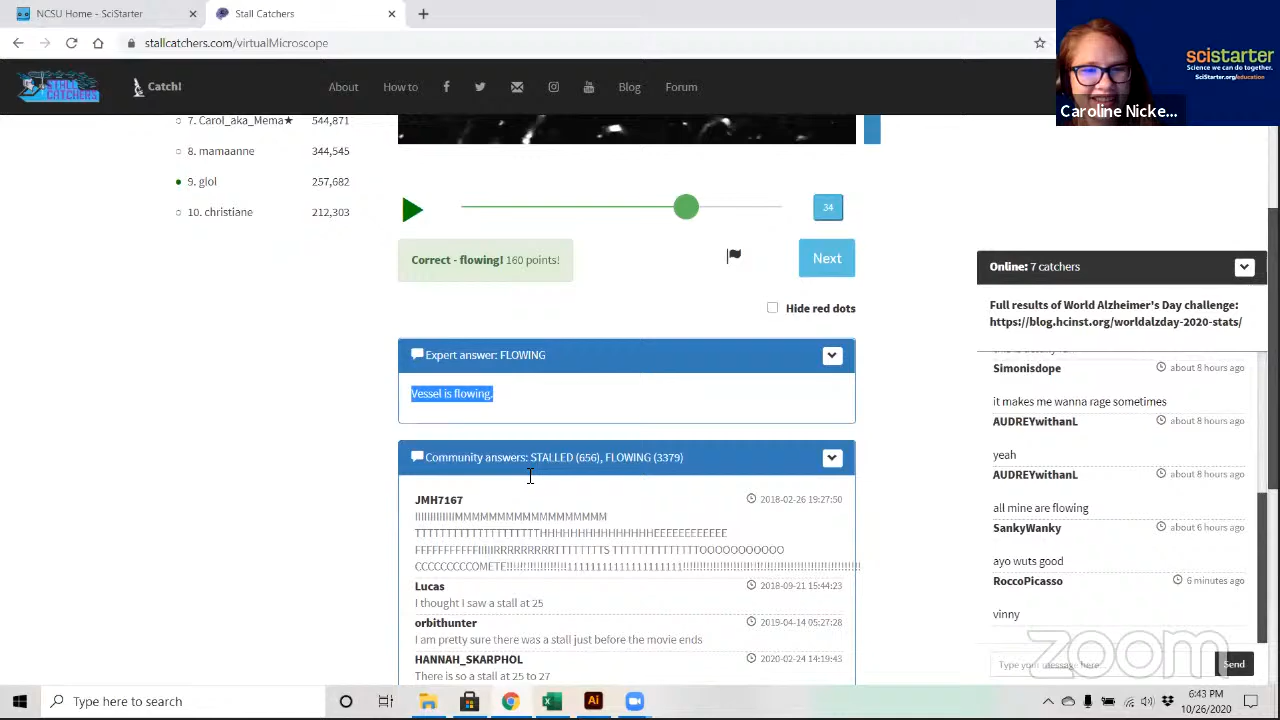 NCSU Home - SciStarter
Stall Catchers
stallcatchers.com/virtualMicroscope
STALL CATCHERS
Catch!
About
How to
Blog
Forum
scistarter
Science we can do together.
SciStarter.org/education
Caroline Nicke...
7. Carol_aka_Mema★ 544,871
8. mamaanne 344,545
9. glol 257,682
10. christiane 212,303
34
Correct - flowing! 160 points!
Next
Hide red dots
Expert answer: FLOWING
Vessel is flowing.
Community answers: STALLED (656), FLOWING (3379)
JMH7167 2018-02-26 19:27:50
Lucas 2018-09-21 15:44:23
I thought I saw a stall at 25
orbithunter 2019-04-14 05:27:28
I am pretty sure there was a stall just before the movie ends
HANNAH_SKARPHOL 2020-02-24 14:19:43
There is so a stall at 25 to 27
Online: 7 catchers
Full results of World Alzheimer's Day challenge:
https://blog.hcinst.org/worldalzday-2020-stats/
Simonisdope about 8 hours ago
it makes me wanna rage sometimes
AUDREYwithanL about 8 hours ago
yeah
AUDREYwithanL about 8 hours ago
all mine are flowing
SankyWanky about 6 hours ago
ayo wuts good
RoccoPicasso 6 minutes ago
vinny
Type your message here...
Send
zoom
Type here to search
6:43 PM
10/26/2020